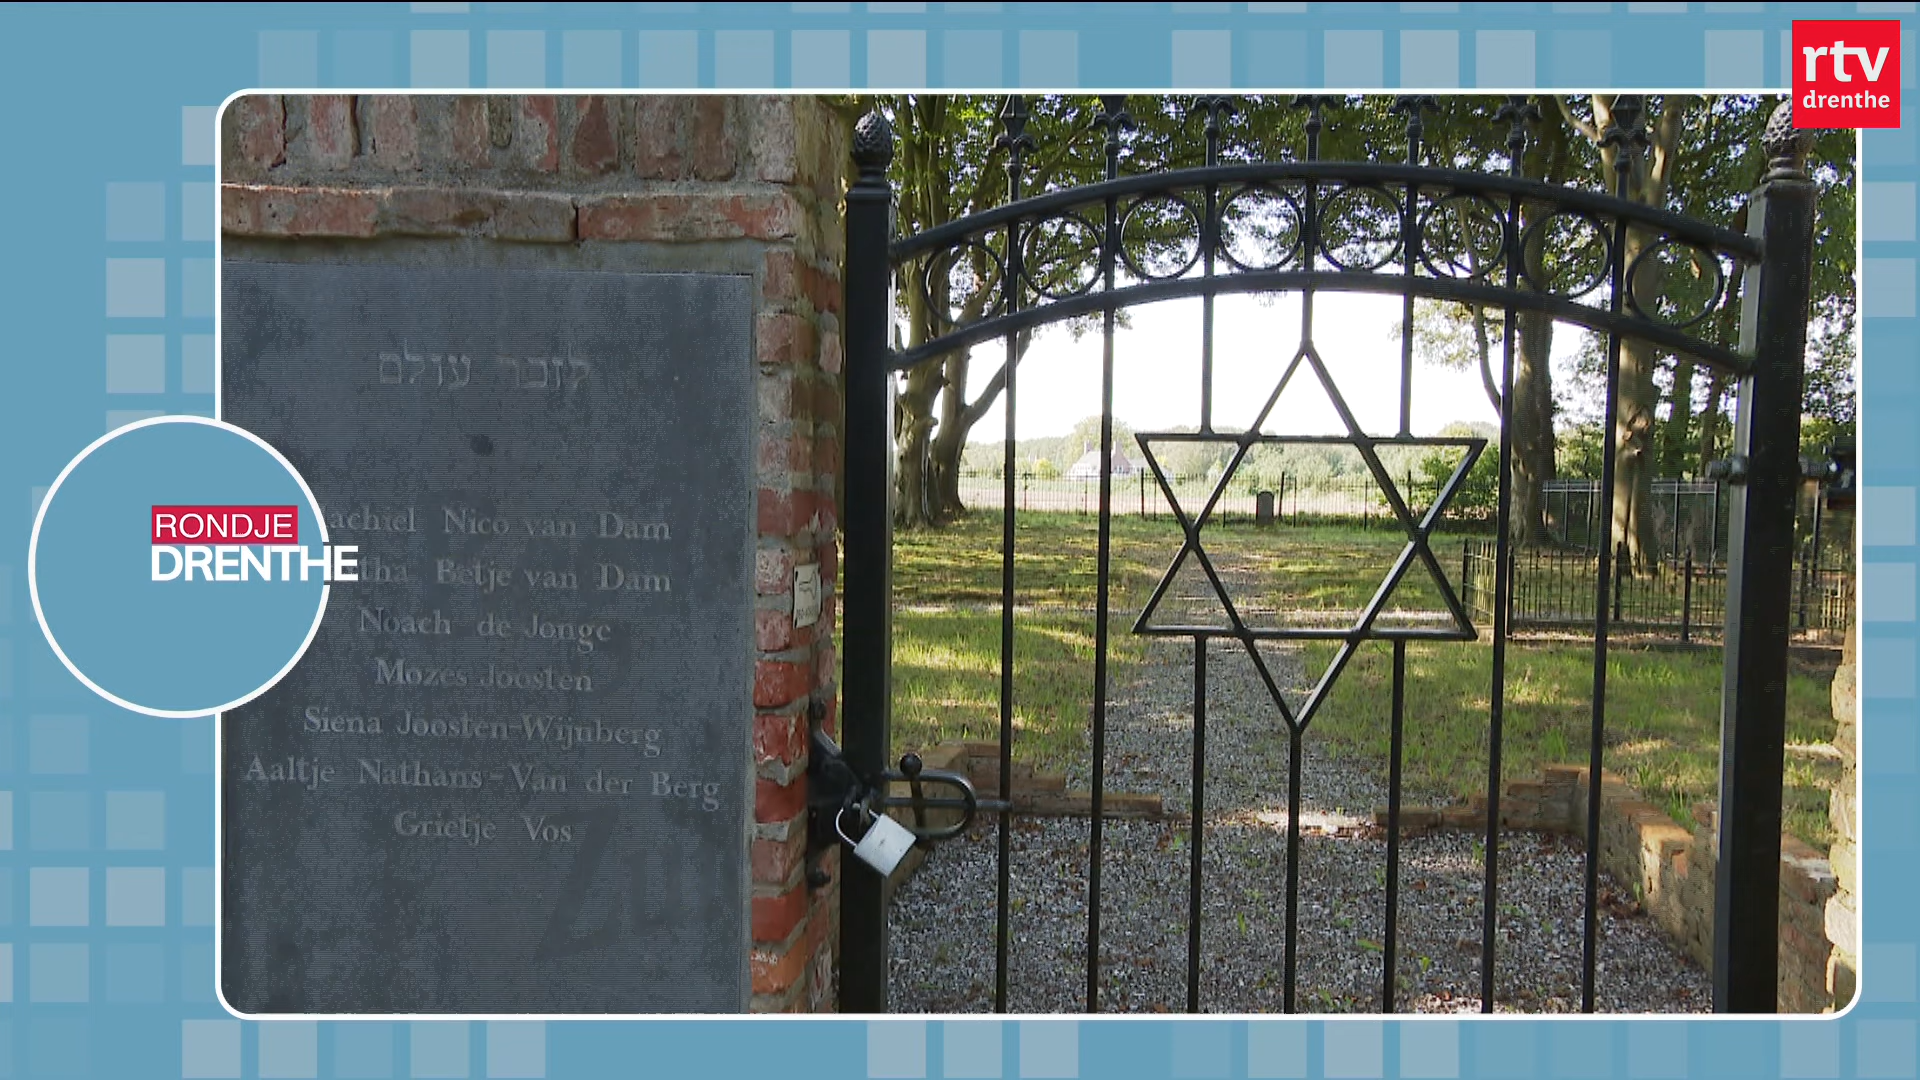 rtv
drenthe
לזכר עולם
achiel Nico van Dam
tha Betje van Dam
Noach de Jonge
Mozes Joosten
Siena Joosten-Wijnberg
Aaltje Nathans-Van der Berg
Grietje Vos
RONDJE
DRENTHE